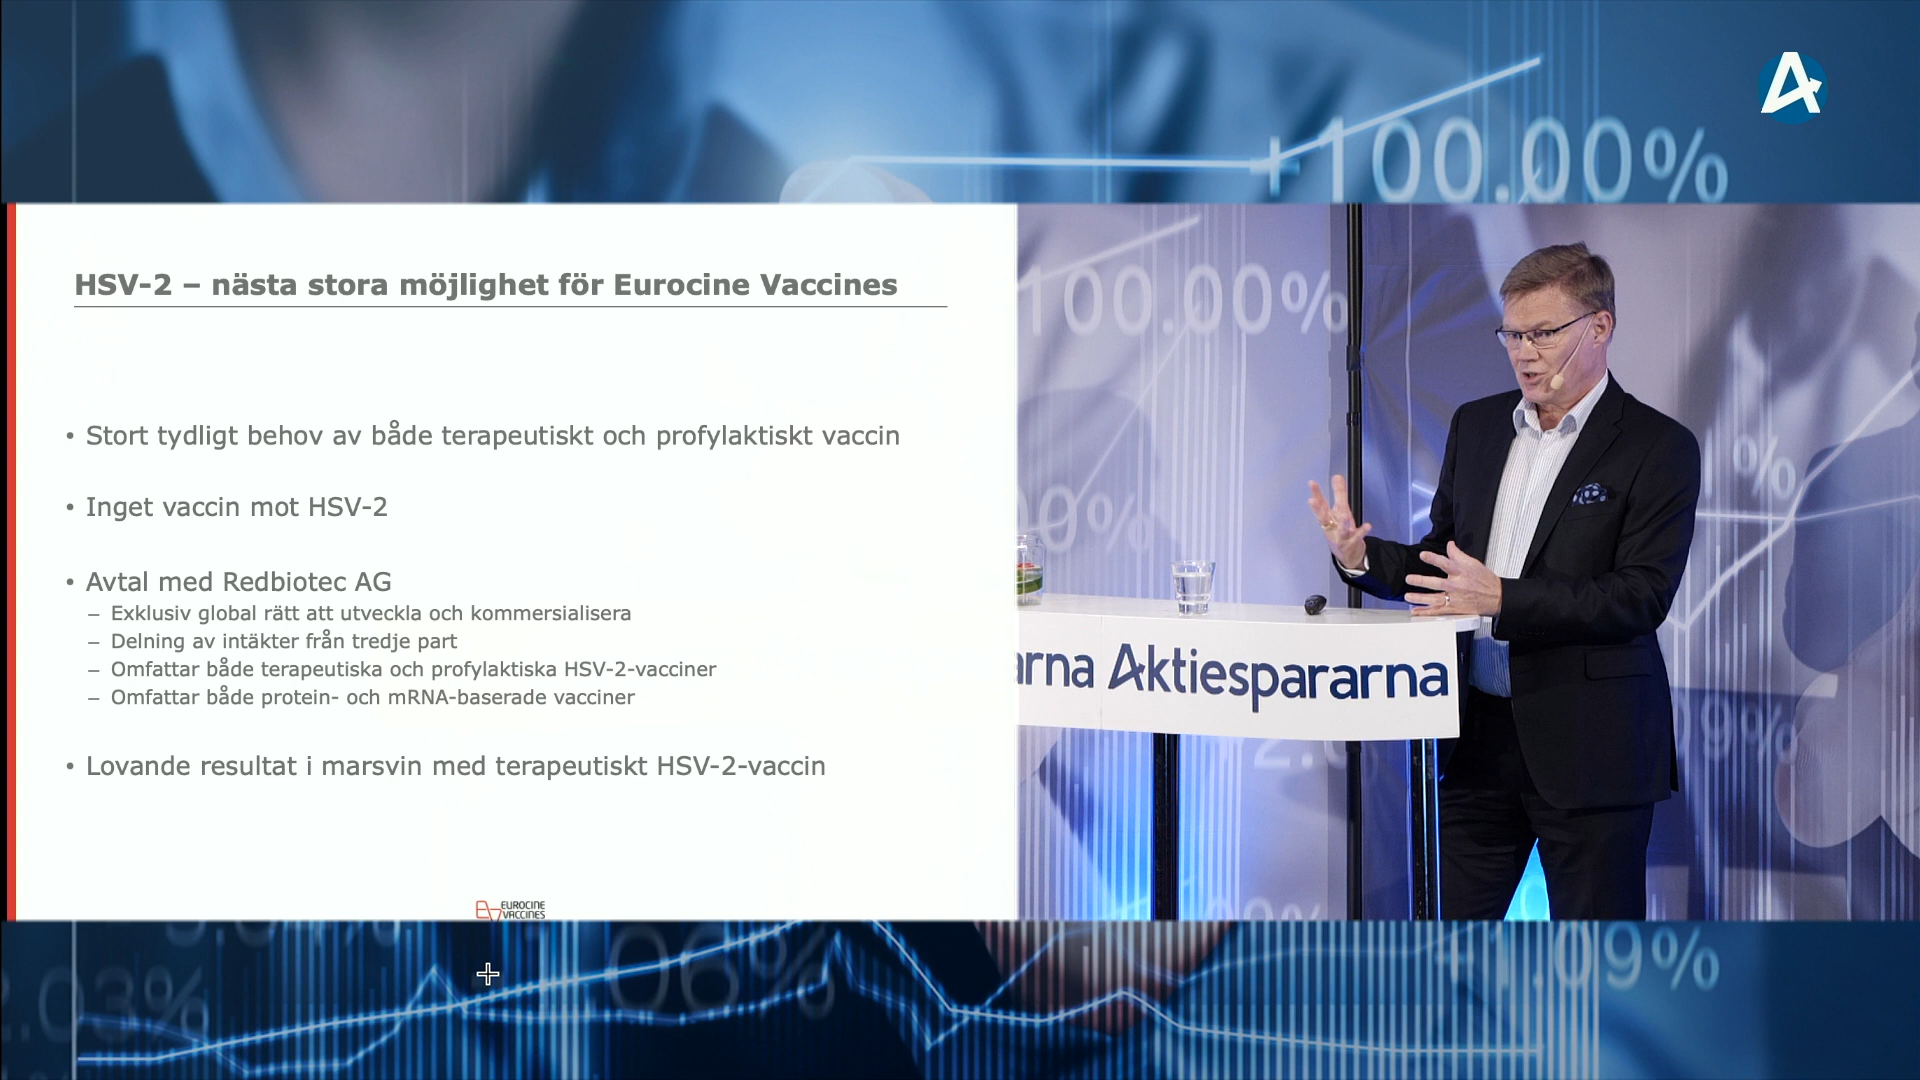 +100.00%
HSV-2 – nästa stora möjlighet för Eurocine Vaccines
• Stort tydligt behov av både terapeutiskt och profylaktiskt vaccin
• Inget vaccin mot HSV-2
• Avtal med Redbiotec AG
– Exklusiv global rätt att utveckla och kommersialisera
– Delning av intäkter från tredje part
– Omfattar både terapeutiska och profylaktiska HSV-2-vacciner
– Omfattar både protein- och mRNA-baserade vacciner
• Lovande resultat i marsvin med terapeutiskt HSV-2-vaccin
EUROCINE
VACCINES
100.00%
arna Aktiespararna
+1.09%